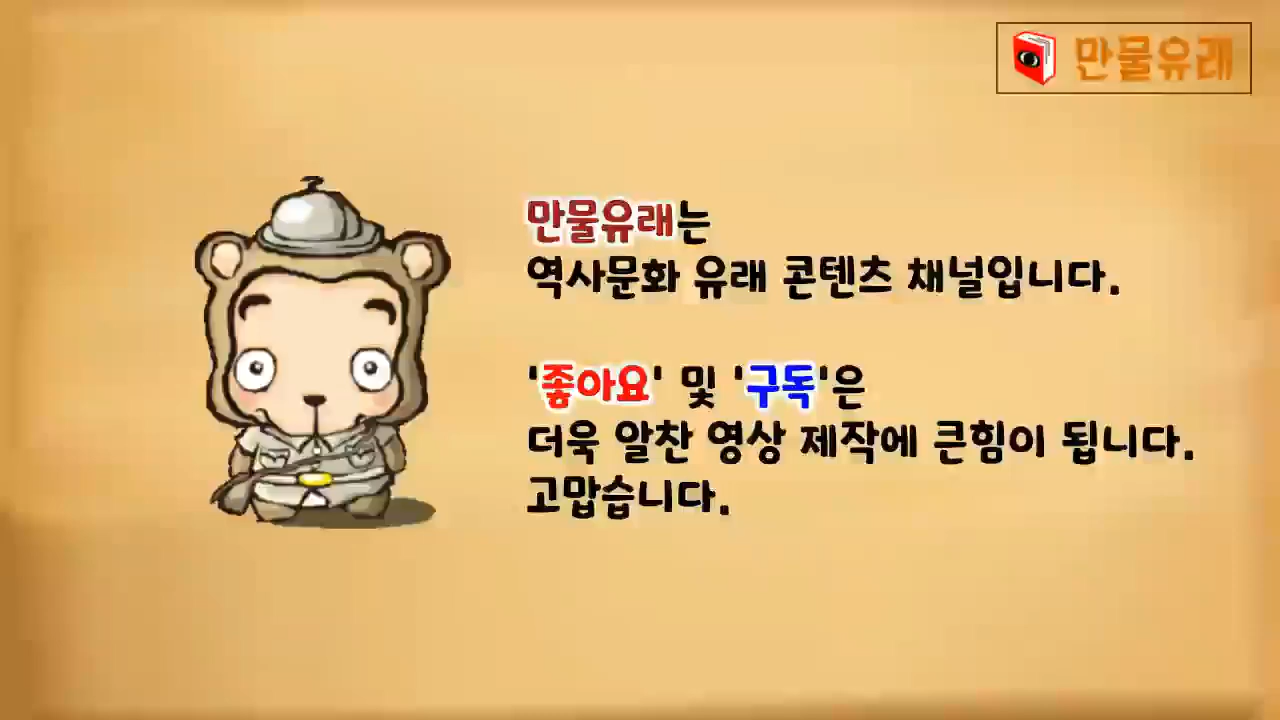 만물유래
만물유래는
역사문화 유래 콘텐츠 채널입니다.
'좋아요' 및 '구독'은
더욱 알찬 영상 제작에 큰힘이 됩니다.
고맙습니다.